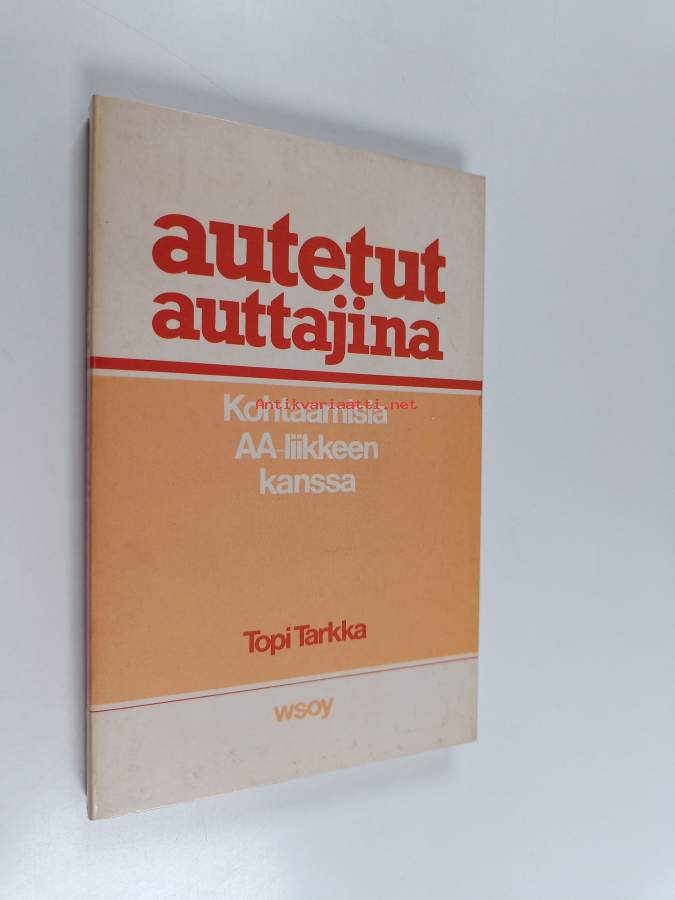 autetut
auttajina
Antikvariaatti.net
Kohtaamisia
AA-liikkeen
kanssa
Topi Tarkka
wsoy